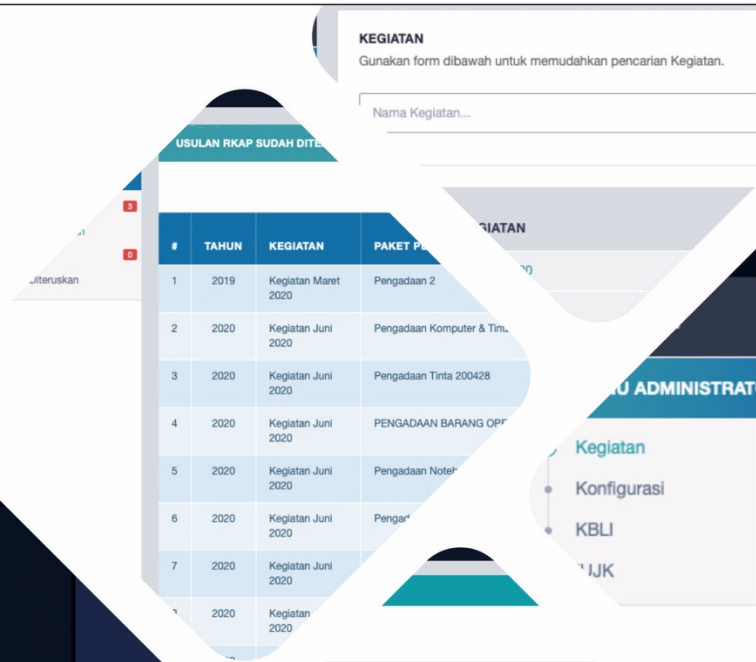 KEGIATAN
Gunakan form dibawah untuk memudahkan pencarian Kegiatan.
Nama Kegiatan...
USULAN RKAP SUDAH
3
0
Diteruskan
# TAHUN KEGIATAN PAKET
1 2019 Kegiatan Maret 2020 Pengadaan 2
2 2020 Kegiatan Juni 2020 Pengadaan Komputer &
3 2020 Kegiatan Juni 2020 Pengadaan Tinta 200428
4 2020 Kegiatan Juni 2020 PENGADAAN BARANG
5 2020 Kegiatan Juni 2020 Pengadaan
6 2020 Kegiatan Juni 2020
7 2020 Kegiatan Juni 2020
2020 Kegiatan 2020
ADMINISTRAT
Kegiatan
Konfigurasi
KBLI